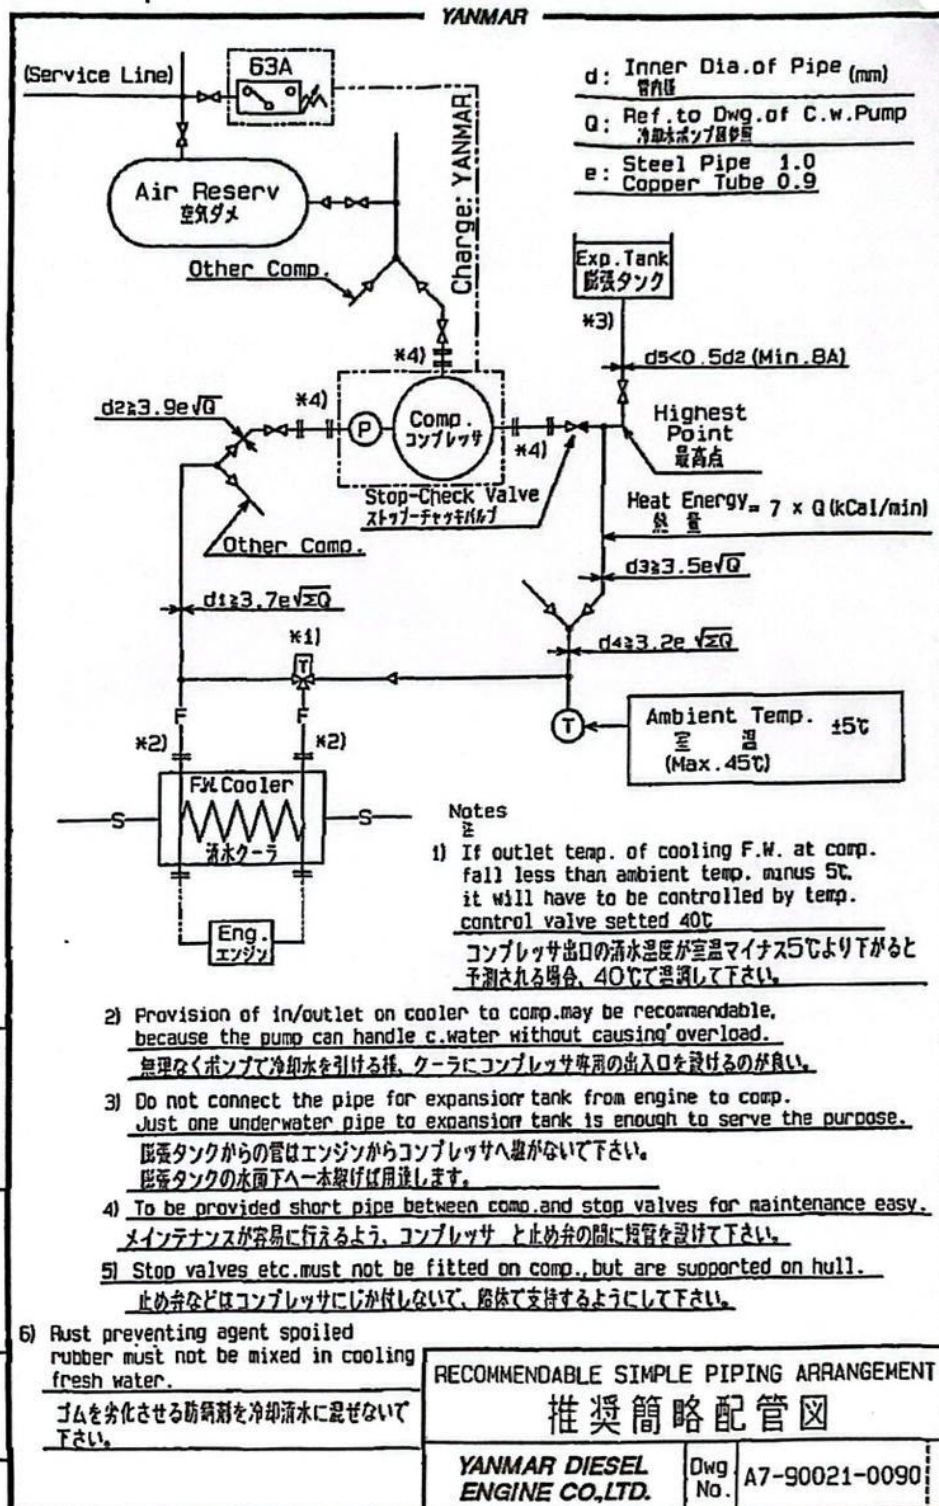 YANMAR
(Service Line)
63A
d: Inner Dia.of Pipe (mm)
管内径
Q: Ref.to Dwg.of C.w.Pump
冷却水ポンプ図参照
e: Steel Pipe 1.0
Copper Tube 0.9
Air Reserv
空気ダメ
Charge: YANMAR
Other Comp.
Exp.Tank
膨張タンク
*3)
*4)
d5<0.5d2 (Min.8A)
d2≧3.9e√Q
*4)
P
Comp.
コンプレッサ
*4)
Highest
Point
最高点
Stop-Check Valve
ストップーチャッキバルブ
Heat Energy = 7 × Q(kCal/min)
熱 量
Other Comp.
d3≧3.5e√Q
d1≧3.7e√ΣQ
*1)
T
d4≧3.2e √ΣQ
F
F
*2)
*2)
T
Ambient Temp. ±5℃
室 温
(Max.45℃)
F.W.Cooler
S
S
清水クーラ
Eng.
エンジン
Notes
注
1) If outlet temp. of cooling F.W. at comp.
fall less than ambient temp. minus 5℃,
it will have to be controlled by temp.
control valve setted 40℃
コンプレッサ出口の清水温度が室温マイナス5℃より下がると
予測される場合、40℃で温調して下さい。
2) Provision of in/outlet on cooler to comp.may be recommendable,
because the pump can handle c.water without causing overload.
無理なくポンプで冷却水を引ける様、クーラにコンプレッサ専用の出入口を設けるのが良い。
3) Do not connect the pipe for expansion tank from engine to comp.
Just one underwater pipe to expansion tank is enough to serve the purpose.
膨張タンクからの管はエンジンからコンプレッサへ継がないで下さい。
膨張タンクの水面下へ一本継げば用達します。
4) To be provided short pipe between comp.and stop valves for maintenance easy.
メインテナンスが容易に行えるよう、コンプレッサ と止め弁の間に短管を設けて下さい。
5) Stop valves etc.must not be fitted on comp.,but are supported on hull.
止め弁などはコンプレッサにじか付しないで、船体で支持するようにして下さい。
6) Rust preventing agent spoiled
rubber must not be mixed in cooling
fresh water.
ゴムを劣化させる防錆剤を冷却清水に混ぜないで
下さい。
RECOMMENDABLE SIMPLE PIPING ARRANGEMENT
推奨簡略配管図
YANMAR DIESEL
ENGINE CO.,LTD.
Dwg
No.
A7-90021-0090